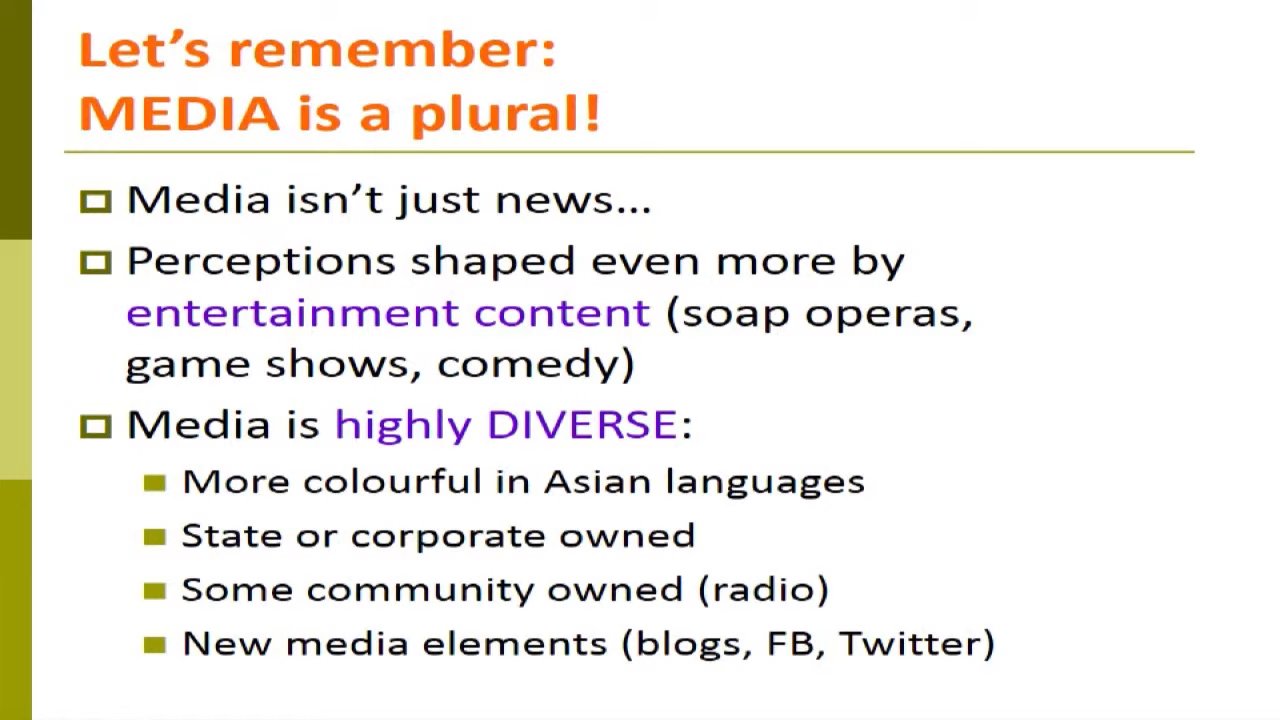 Let’s remember:
MEDIA is a plural!
Media isn’t just news…
Perceptions shaped even more by
entertainment content (soap operas,
game shows, comedy)
Media is highly DIVERSE:
More colourful in Asian languages
State or corporate owned
Some community owned (radio)
New media elements (blogs, FB, Twitter)